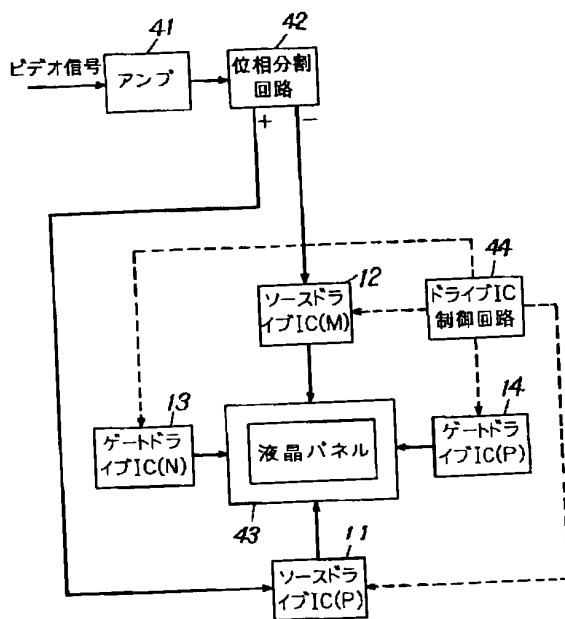 41
42
ビデオ信号
アンプ
位相分割
回路
+
−
12
44
ソースドラ
イブIC(M)
ドライブIC
制御回路
13
14
ゲートドラ
イブIC(N)
液晶パネル
ゲートドラ
イブIC(P)
43
11
ソースドラ
イブIC(P)